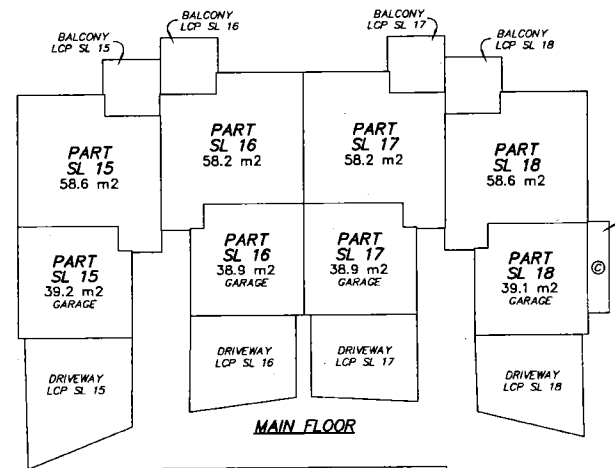 BALCONY
LCP SL 15
BALCONY
LCP SL 16
BALCONY
LCP SL 17
BALCONY
LCP SL 18
PART
SL 15
58.6 m2
PART
SL 16
58.2 m2
PART
SL 17
58.2 m2
PART
SL 18
58.6 m2
PART
SL 15
39.2 m2
GARAGE
PART
SL 16
38.9 m2
GARAGE
PART
SL 17
38.9 m2
GARAGE
PART
SL 18
39.1 m2
GARAGE
©
DRIVEWAY
LCP SL 15
DRIVEWAY
LCP SL 16
DRIVEWAY
LCP SL 17
DRIVEWAY
LCP SL 18
MAIN FLOOR